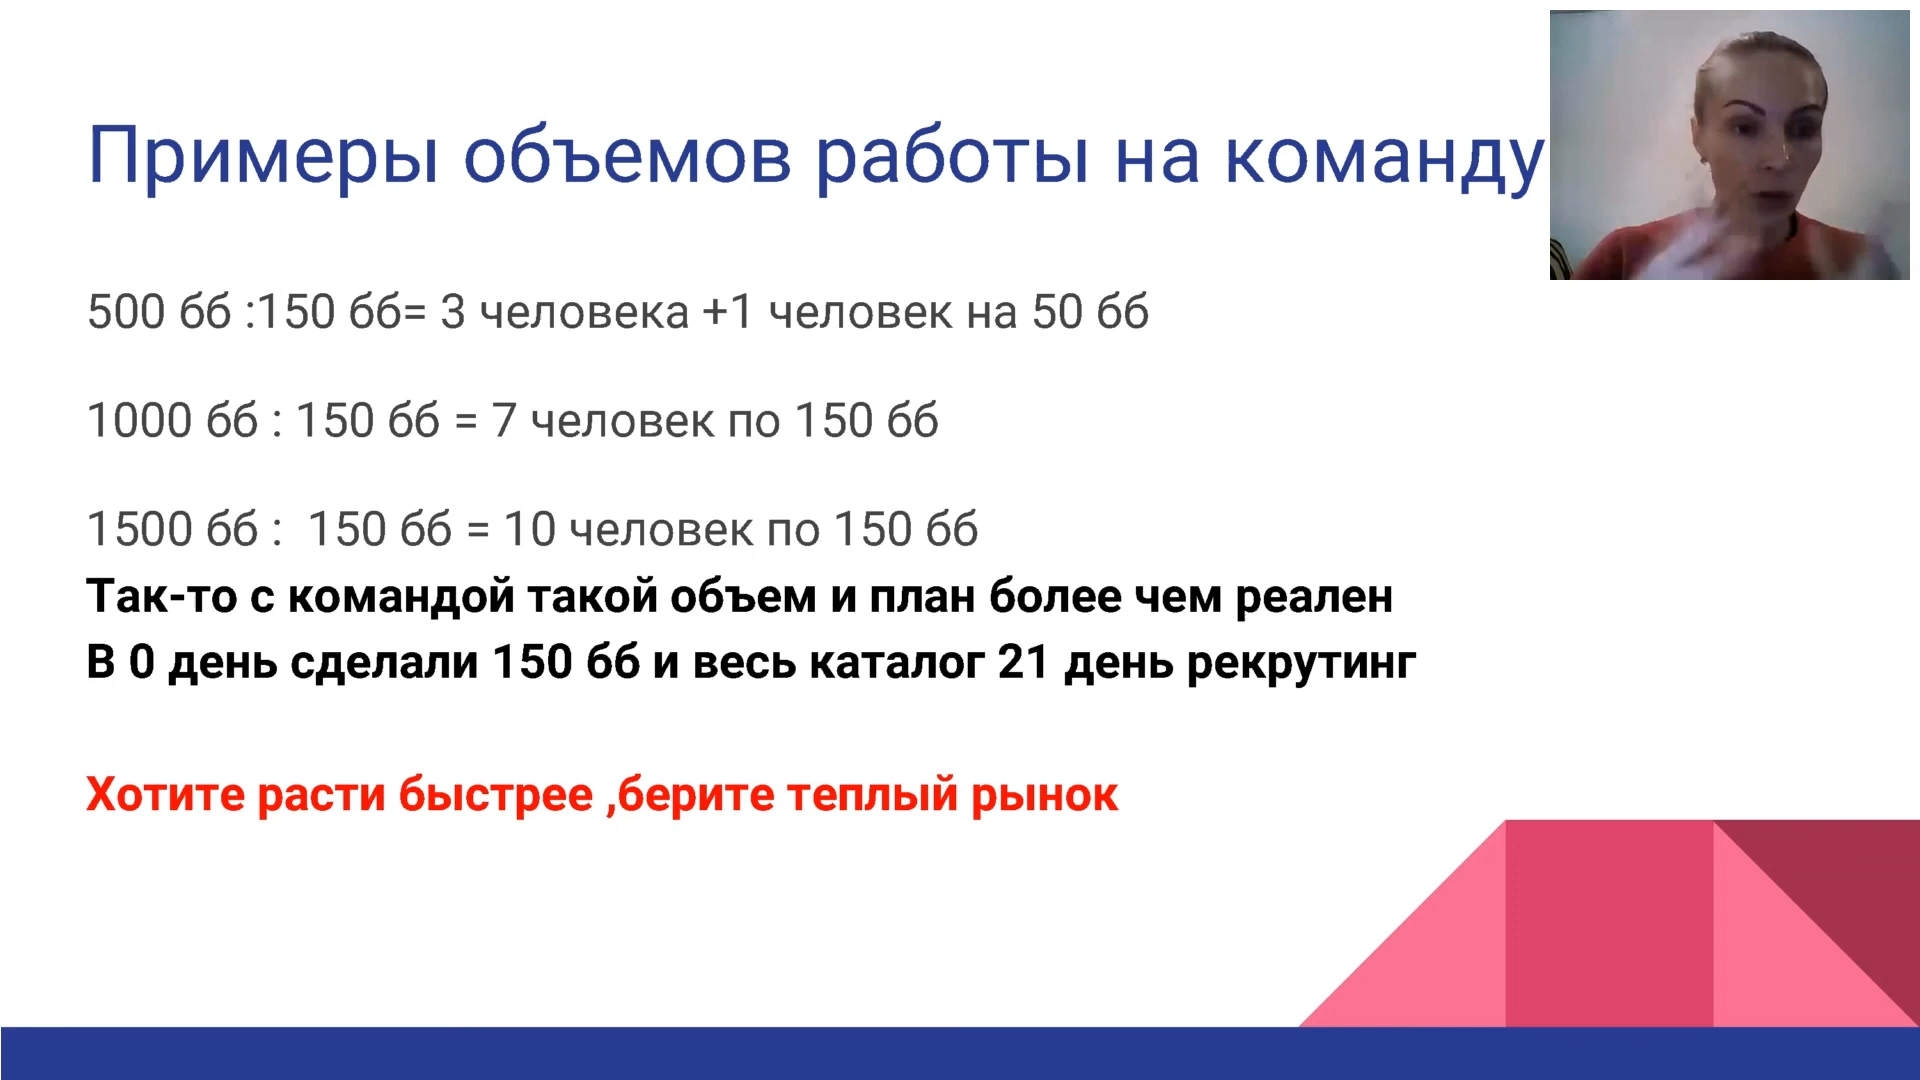 Примеры объемов работы на команду
500 бб :150 бб= 3 человека +1 человек на 50 бб
1000 бб : 150 бб = 7 человек по 150 бб
1500 бб :  150 бб = 10 человек по 150 бб
Так-то с командой такой объем и план более чем реален
В 0 день сделали 150 бб и весь каталог 21 день рекрутинг
Хотите расти быстрее ,берите теплый рынок